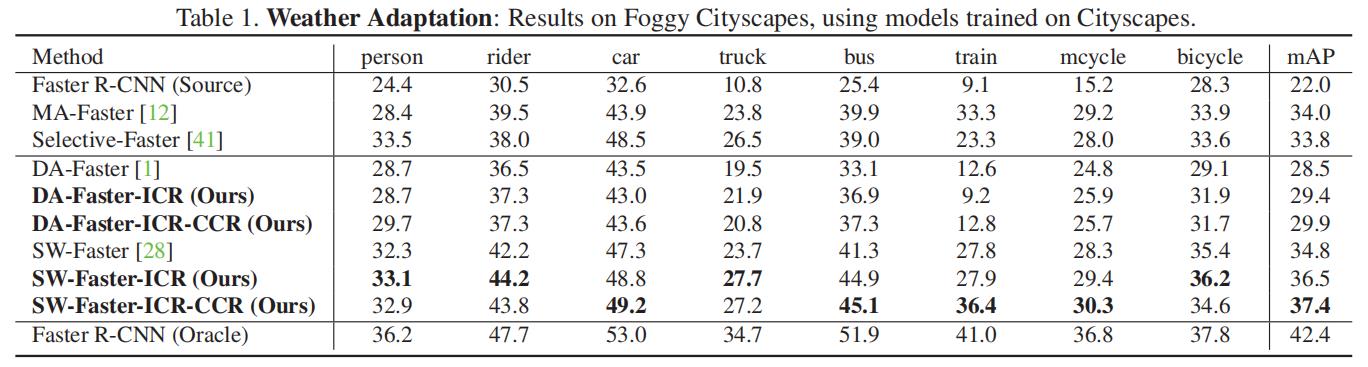 Table 1. Weather Adaptation: Results on Foggy Cityscapes, using models trained on Cityscapes.
Method person rider car truck bus train mcycle bicycle mAP
Faster R-CNN (Source) 24.4 30.5 32.6 10.8 25.4 9.1 15.2 28.3 22.0
MA-Faster [12] 28.4 39.5 43.9 23.8 39.9 33.3 29.2 33.9 34.0
Selective-Faster [41] 33.5 38.0 48.5 26.5 39.0 23.3 28.0 33.6 33.8
DA-Faster [1] 28.7 36.5 43.5 19.5 33.1 12.6 24.8 29.1 28.5
DA-Faster-ICR (Ours) 28.7 37.3 43.0 21.9 36.9 9.2 25.9 31.9 29.4
DA-Faster-ICR-CCR (Ours) 29.7 37.3 43.6 20.8 37.3 12.8 25.7 31.7 29.9
SW-Faster [28] 32.3 42.2 47.3 23.7 41.3 27.8 28.3 35.4 34.8
SW-Faster-ICR (Ours) 33.1 44.2 48.8 27.7 44.9 27.9 29.4 36.2 36.5
SW-Faster-ICR-CCR (Ours) 32.9 43.8 49.2 27.2 45.1 36.4 30.3 34.6 37.4
Faster R-CNN (Oracle) 36.2 47.7 53.0 34.7 51.9 41.0 36.8 37.8 42.4